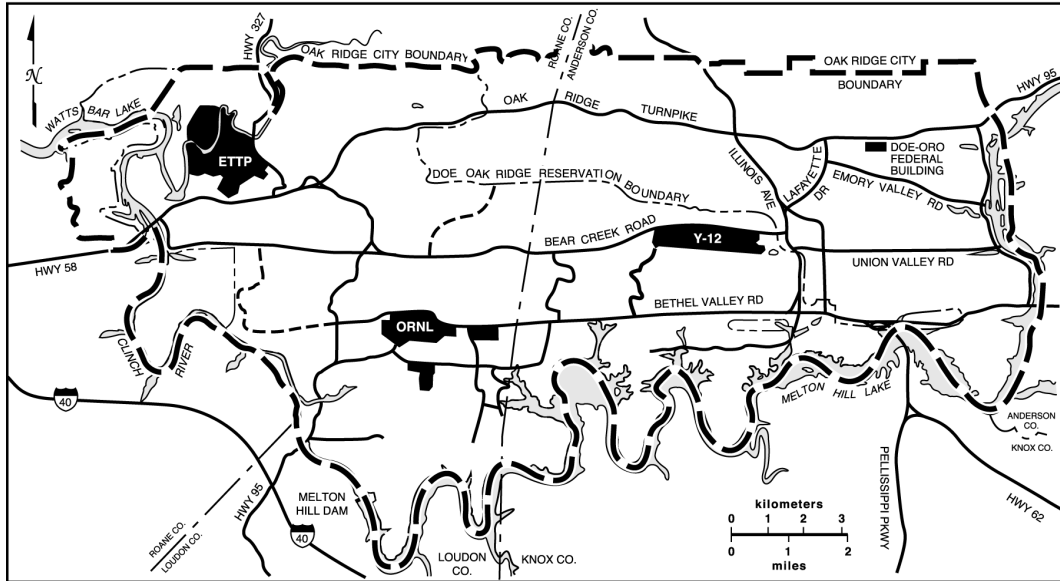 HWY 327
OAK RIDGE CITY BOUNDARY
ROANE CO.
ANDERSON CO.
OAK RIDGE CITY
BOUNDARY
HWY 95
N
WATTS
BAR LAKE
OAK RIDGE TURNPIKE
ETTP
DOE-ORO
FEDERAL
BUILDING
ILLINOIS AVE
LAFAYETTE
DR
EMORY VALLEY RD
DOE OAK RIDGE RESERVATION BOUNDARY
BEAR CREEK ROAD
Y-12
UNION VALLEY RD
HWY 58
BETHEL VALLEY RD
ORNL
CLINCH
RIVER
MELTON
HILL LAKE
40
ANDERSON
CO.
KNOX CO.
PELLISSIPPI PKWY
HWY 62
HWY 95
MELTON
HILL DAM
ROANE CO.
LOUDON CO.
40
LOUDON
CO.
KNOX CO.
kilometers
0 1 2 3
0 1 2
miles